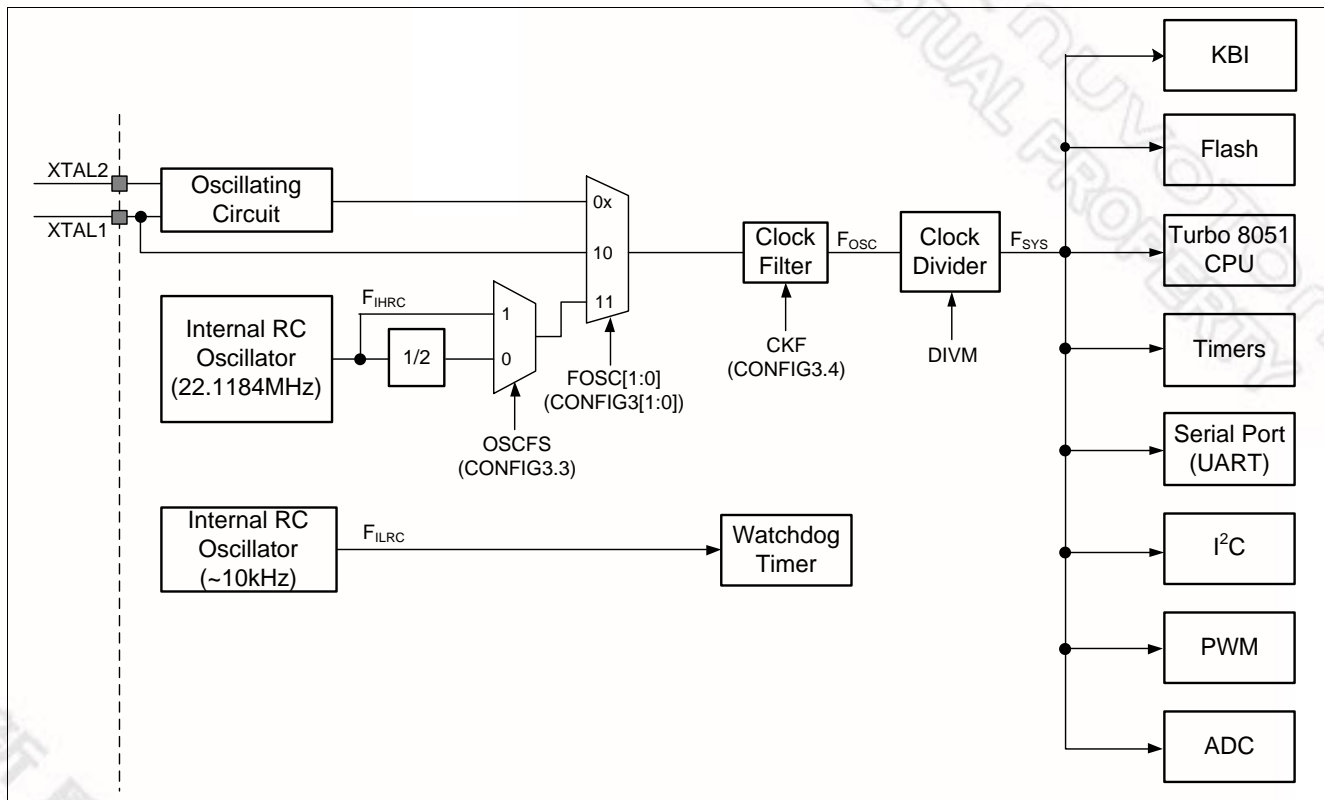 KBI
Flash
XTAL2
XTAL1
Oscillating
Circuit
0x
10
11
Clock
Filter
FOSC
Clock
Divider
FSYS
Turbo 8051
CPU
FIHRC
Internal RC
Oscillator
(22.1184MHz)
1/2
1
0
FOSC[1:0]
(CONFIG3[1:0])
CKF
(CONFIG3.4)
DIVM
Timers
OSCFS
(CONFIG3.3)
Serial Port
(UART)
Internal RC
Oscillator
(~10kHz)
FILRC
Watchdog
Timer
I²C
PWM
ADC
nuvoton
PROPERTY